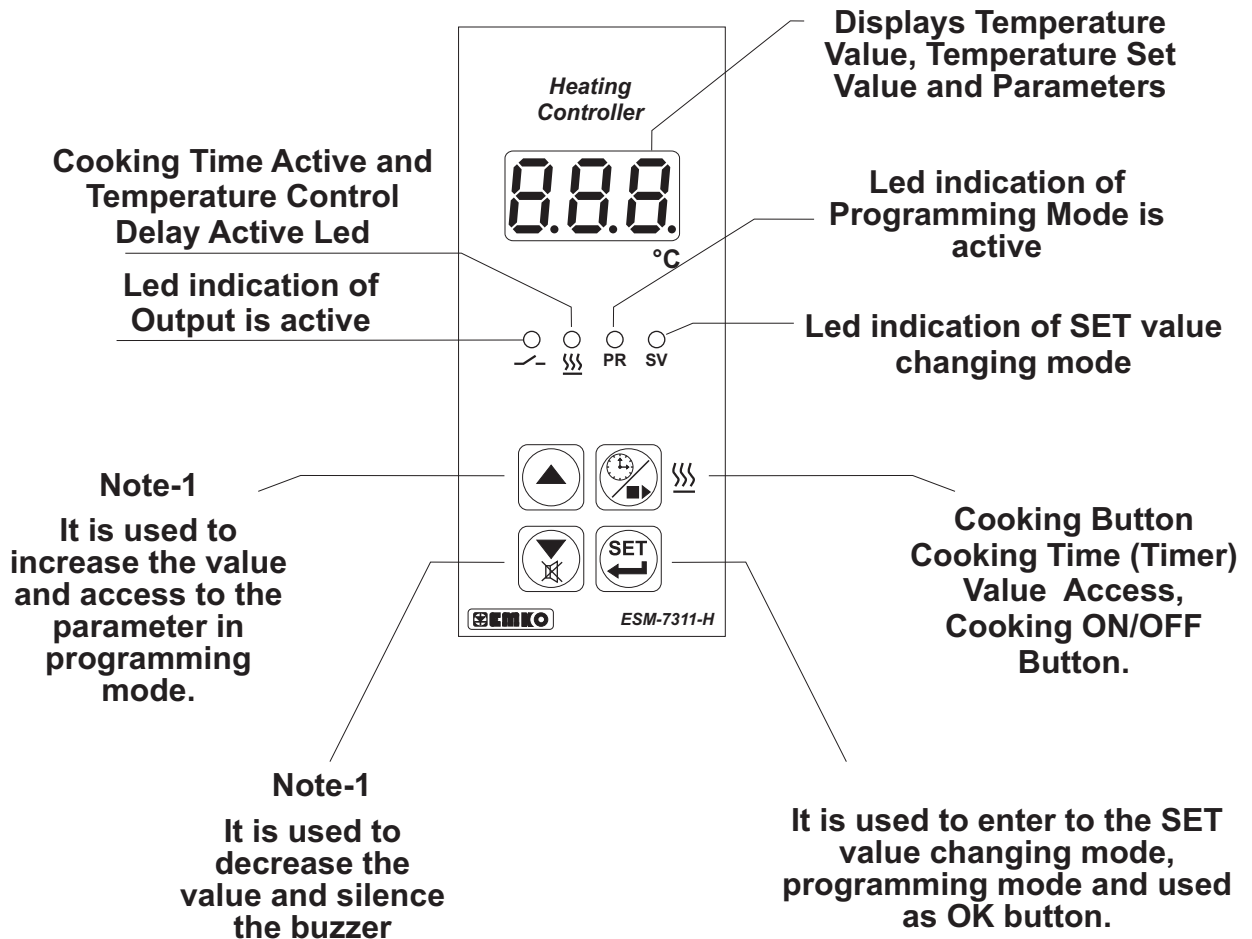 Displays Temperature
Value, Temperature Set
Value and Parameters
Heating
Controller
8.8.8.
°C
Cooking Time Active and
Temperature Control
Delay Active Led
Led indication of
Output is active
Led indication of
Programming Mode is
active
Led indication of SET value
changing mode
PR SV
Note-1
It is used to
increase the value
and access to the
parameter in
programming
mode.
Cooking Button
Cooking Time (Timer)
Value Access,
Cooking ON/OFF
Button.
SET
EMKO ESM-7311-H
Note-1
It is used to
decrease the
value and silence
the buzzer
It is used to enter to the SET
value changing mode,
programming mode and used
as OK button.